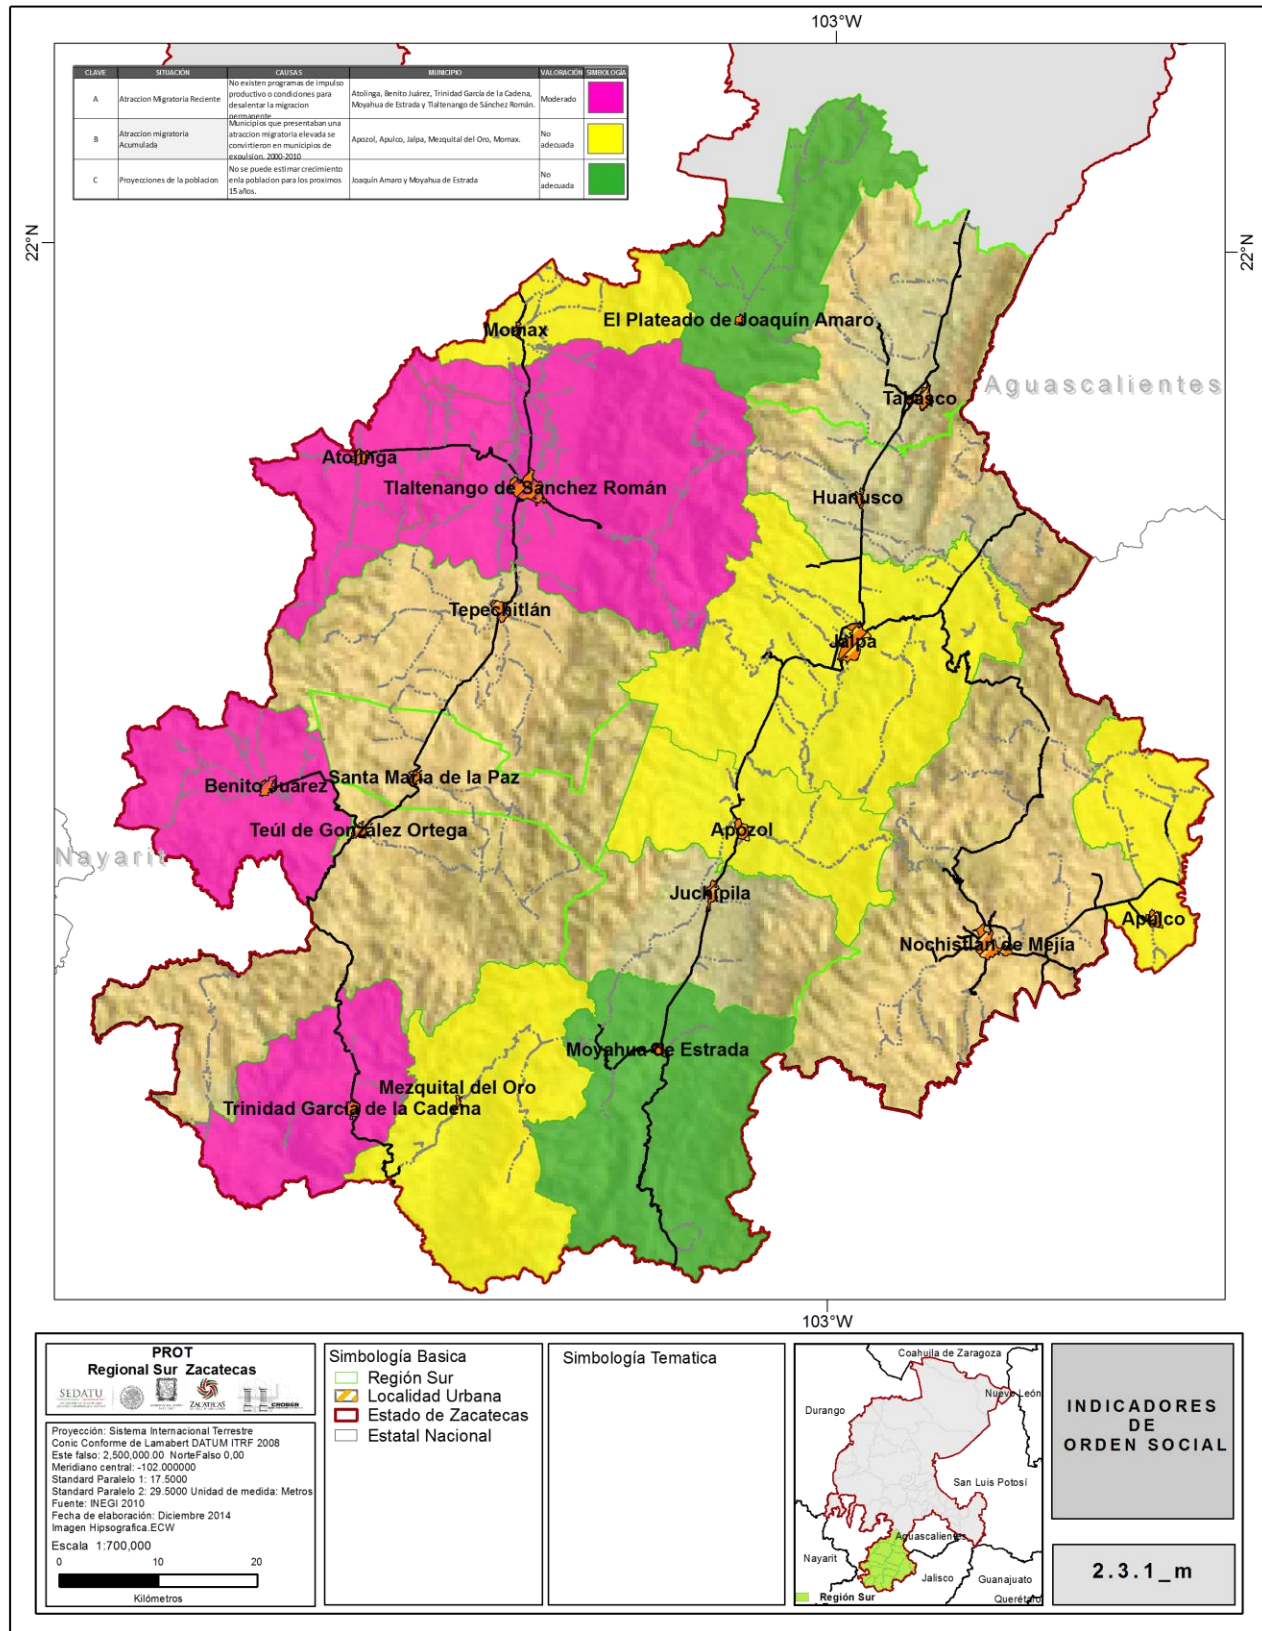 103°W
CLAVE SITUACIÓN CAUSAS MUNICIPIO VALORACIÓN SIMBOLOGÍA
A Atraccion Migratoria Reciente No existen programas de impulso productivo o condiciones para desalentar la migracion permanente Atolinga, Benito Juárez, Trinidad García de la Cadena, Moyahua de Estrada y Tlaltenango de Sánchez Román. Moderado
B Atraccion migratoria Acumulada Municipios que presentaban una atraccion migratoria elevada se convirtieron en municipios de expulsion. 2000-2010 Apozol, Apulco, Jalpa, Mezquital del Oro, Momax. No adecuada
C Proyecciones de la poblacion No se puede estimar crecimiento enla poblacion para los proximos 15 años. Joaquín Amaro y Moyahua de Estrada No adecuada
22°N
22°N
El Plateado de Joaquín Amaro
Momax
Aguascalientes
Tabasco
Atolinga
Tlaltenango de Sánchez Román
Huanusco
Tepechitlán
Jalpa
Santa María de la Paz
Benito Juárez
Teúl de González Ortega
Apozol
Nayarit
Juchipila
Apulco
Nochistlán de Mejía
Moyahua de Estrada
Mezquital del Oro
Trinidad García de la Cadena
103°W
PROT
Regional Sur Zacatecas
SEDATU
ZACATECAS
CROBER
Proyección: Sistema Internacional Terrestre
Conic Conforme de Lamabert DATUM ITRF 2008
Este falso: 2,500,000.00 NorteFalso 0,00
Meridiano central: -102.000000
Standard Paralelo 1: 17.5000
Standard Paralelo 2: 29.5000 Unidad de medida: Metros
Fuente: INEGI 2010
Fecha de elaboración: Diciembre 2014
Imagen Hipsografica.ECW
Escala 1:700,000
0 10 20
Kilómetros
Simbología Basica
Región Sur
Localidad Urbana
Estado de Zacatecas
Estatal Nacional
Simbología Tematica
Coahuila de Zaragoza
Nuevo León
Durango
San Luis Potosí
Aguascalientes
Nayarit
Jalisco
Guanajuato
Región Sur
Querétaro
INDICADORES
DE
ORDEN SOCIAL
2.3.1_m